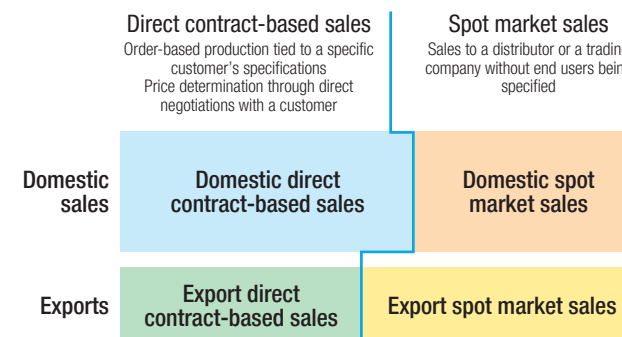 Direct contract-based sales
Order-based production tied to a specific
customer's specifications
Price determination through direct
negotiations with a customer
Spot market sales
Sales to a distributor or a trading
company without end users being
specified
Domestic
sales
Domestic direct
contract-based sales
Domestic spot
market sales
Exports
Export direct
contract-based sales
Export spot market sales